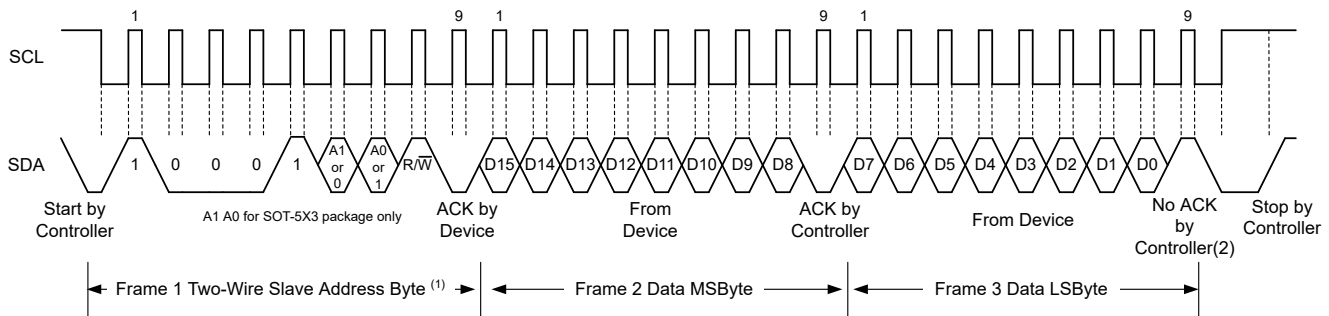 1 9 1 9 1 9
SCL
SDA
1 0 0 0 1 A1 or 0 A0 or 1 R/W̅ D15 D14 D13 D12 D11 D10 D9 D8 D7 D6 D5 D4 D3 D2 D1 D0
Start by
Controller
A1 A0 for SOT-5X3 package only
ACK by
Device
From
Device
ACK by
Controller
From Device
No ACK
by
Controller(2)
Stop by
Controller
Frame 1 Two-Wire Slave Address Byte (1)
Frame 2 Data MSByte
Frame 3 Data LSByte